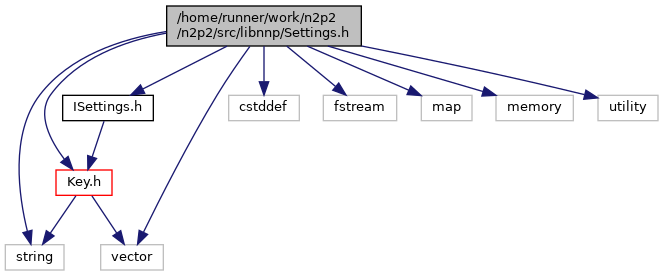 /home/runner/work/n2p2
/n2p2/src/libnnp/Settings.h
ISettings.h
cstddef
fstream
map
memory
utility
Key.h
string
vector